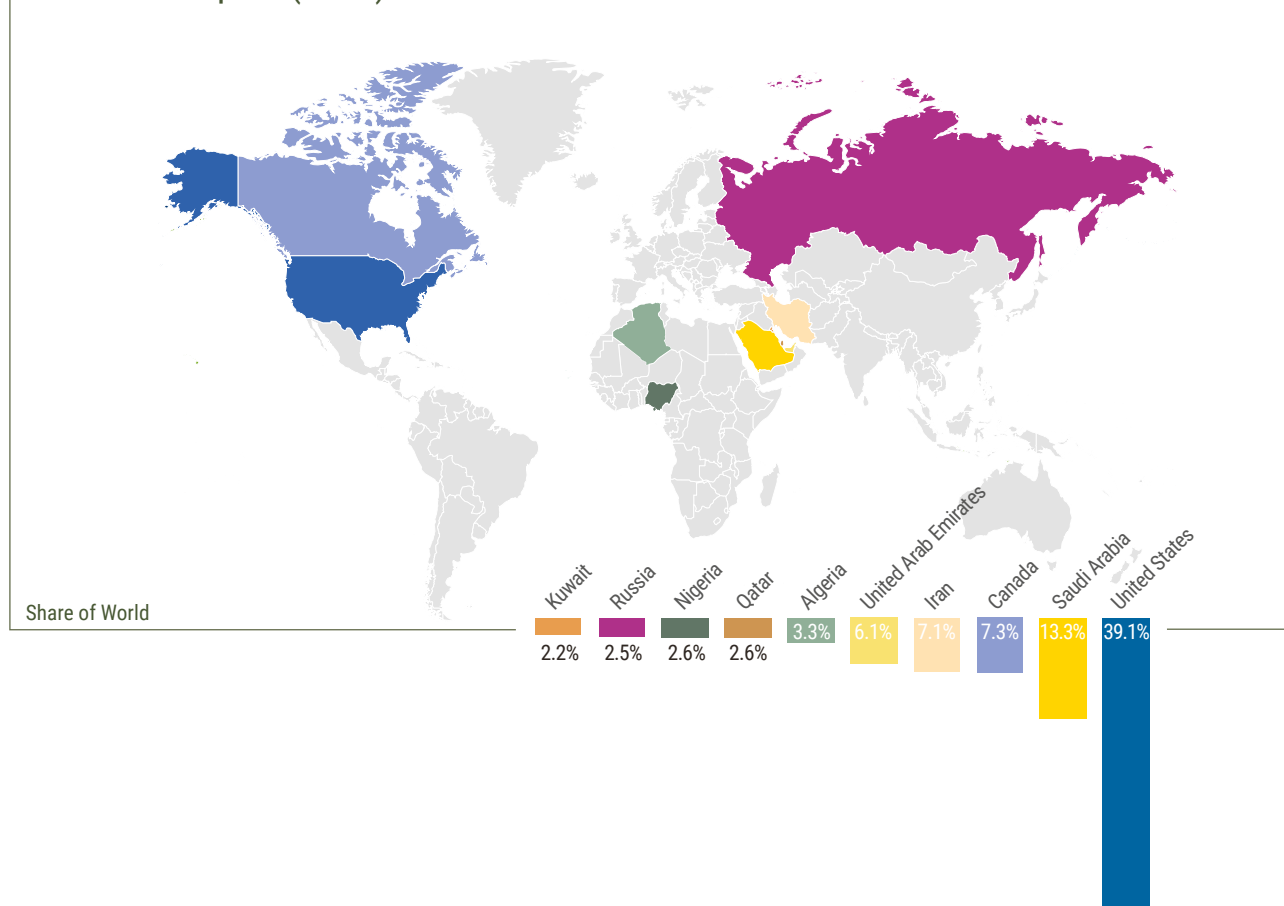 Share of World
Kuwait
Russia
Nigeria
Qatar
Algeria
United Arab Emirates
Iran
Canada
Saudi Arabia
United States
2.2%
2.5%
2.6%
2.6%
3.3%
6.1%
7.1%
7.3%
13.3%
39.1%